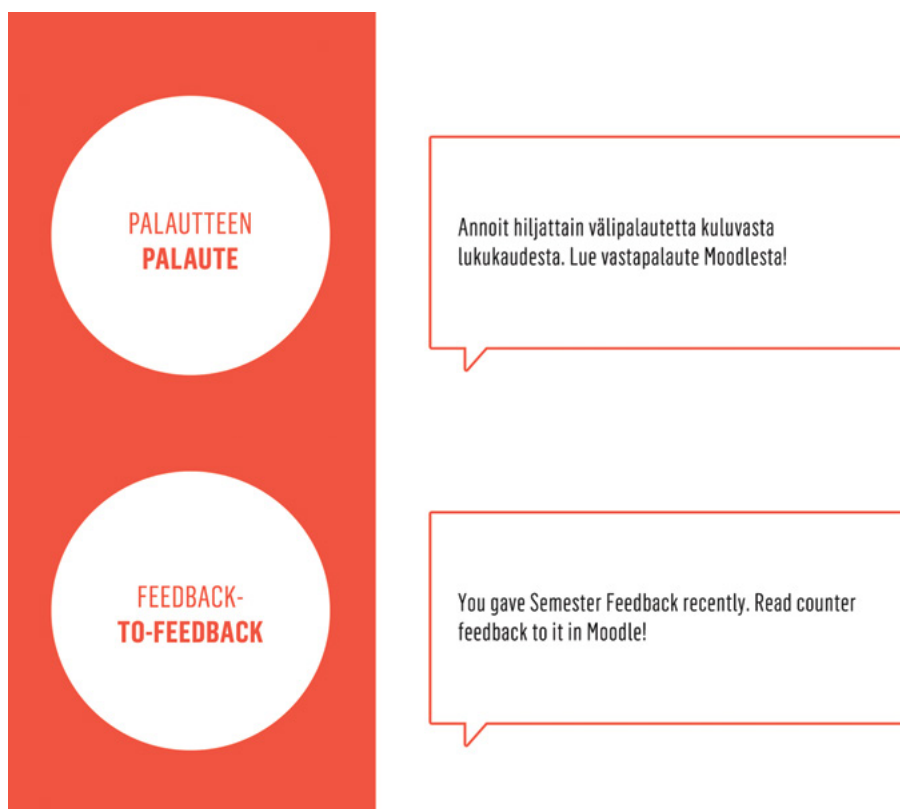 PALAUTTEEN
PALAUTE
Annoit hiljattain välipalautetta kuluvasta
lukukaudesta. Lue vastapalaute Moodlesta!
FEEDBACK-
TO-FEEDBACK
You gave Semester Feedback recently. Read counter
feedback to it in Moodle!